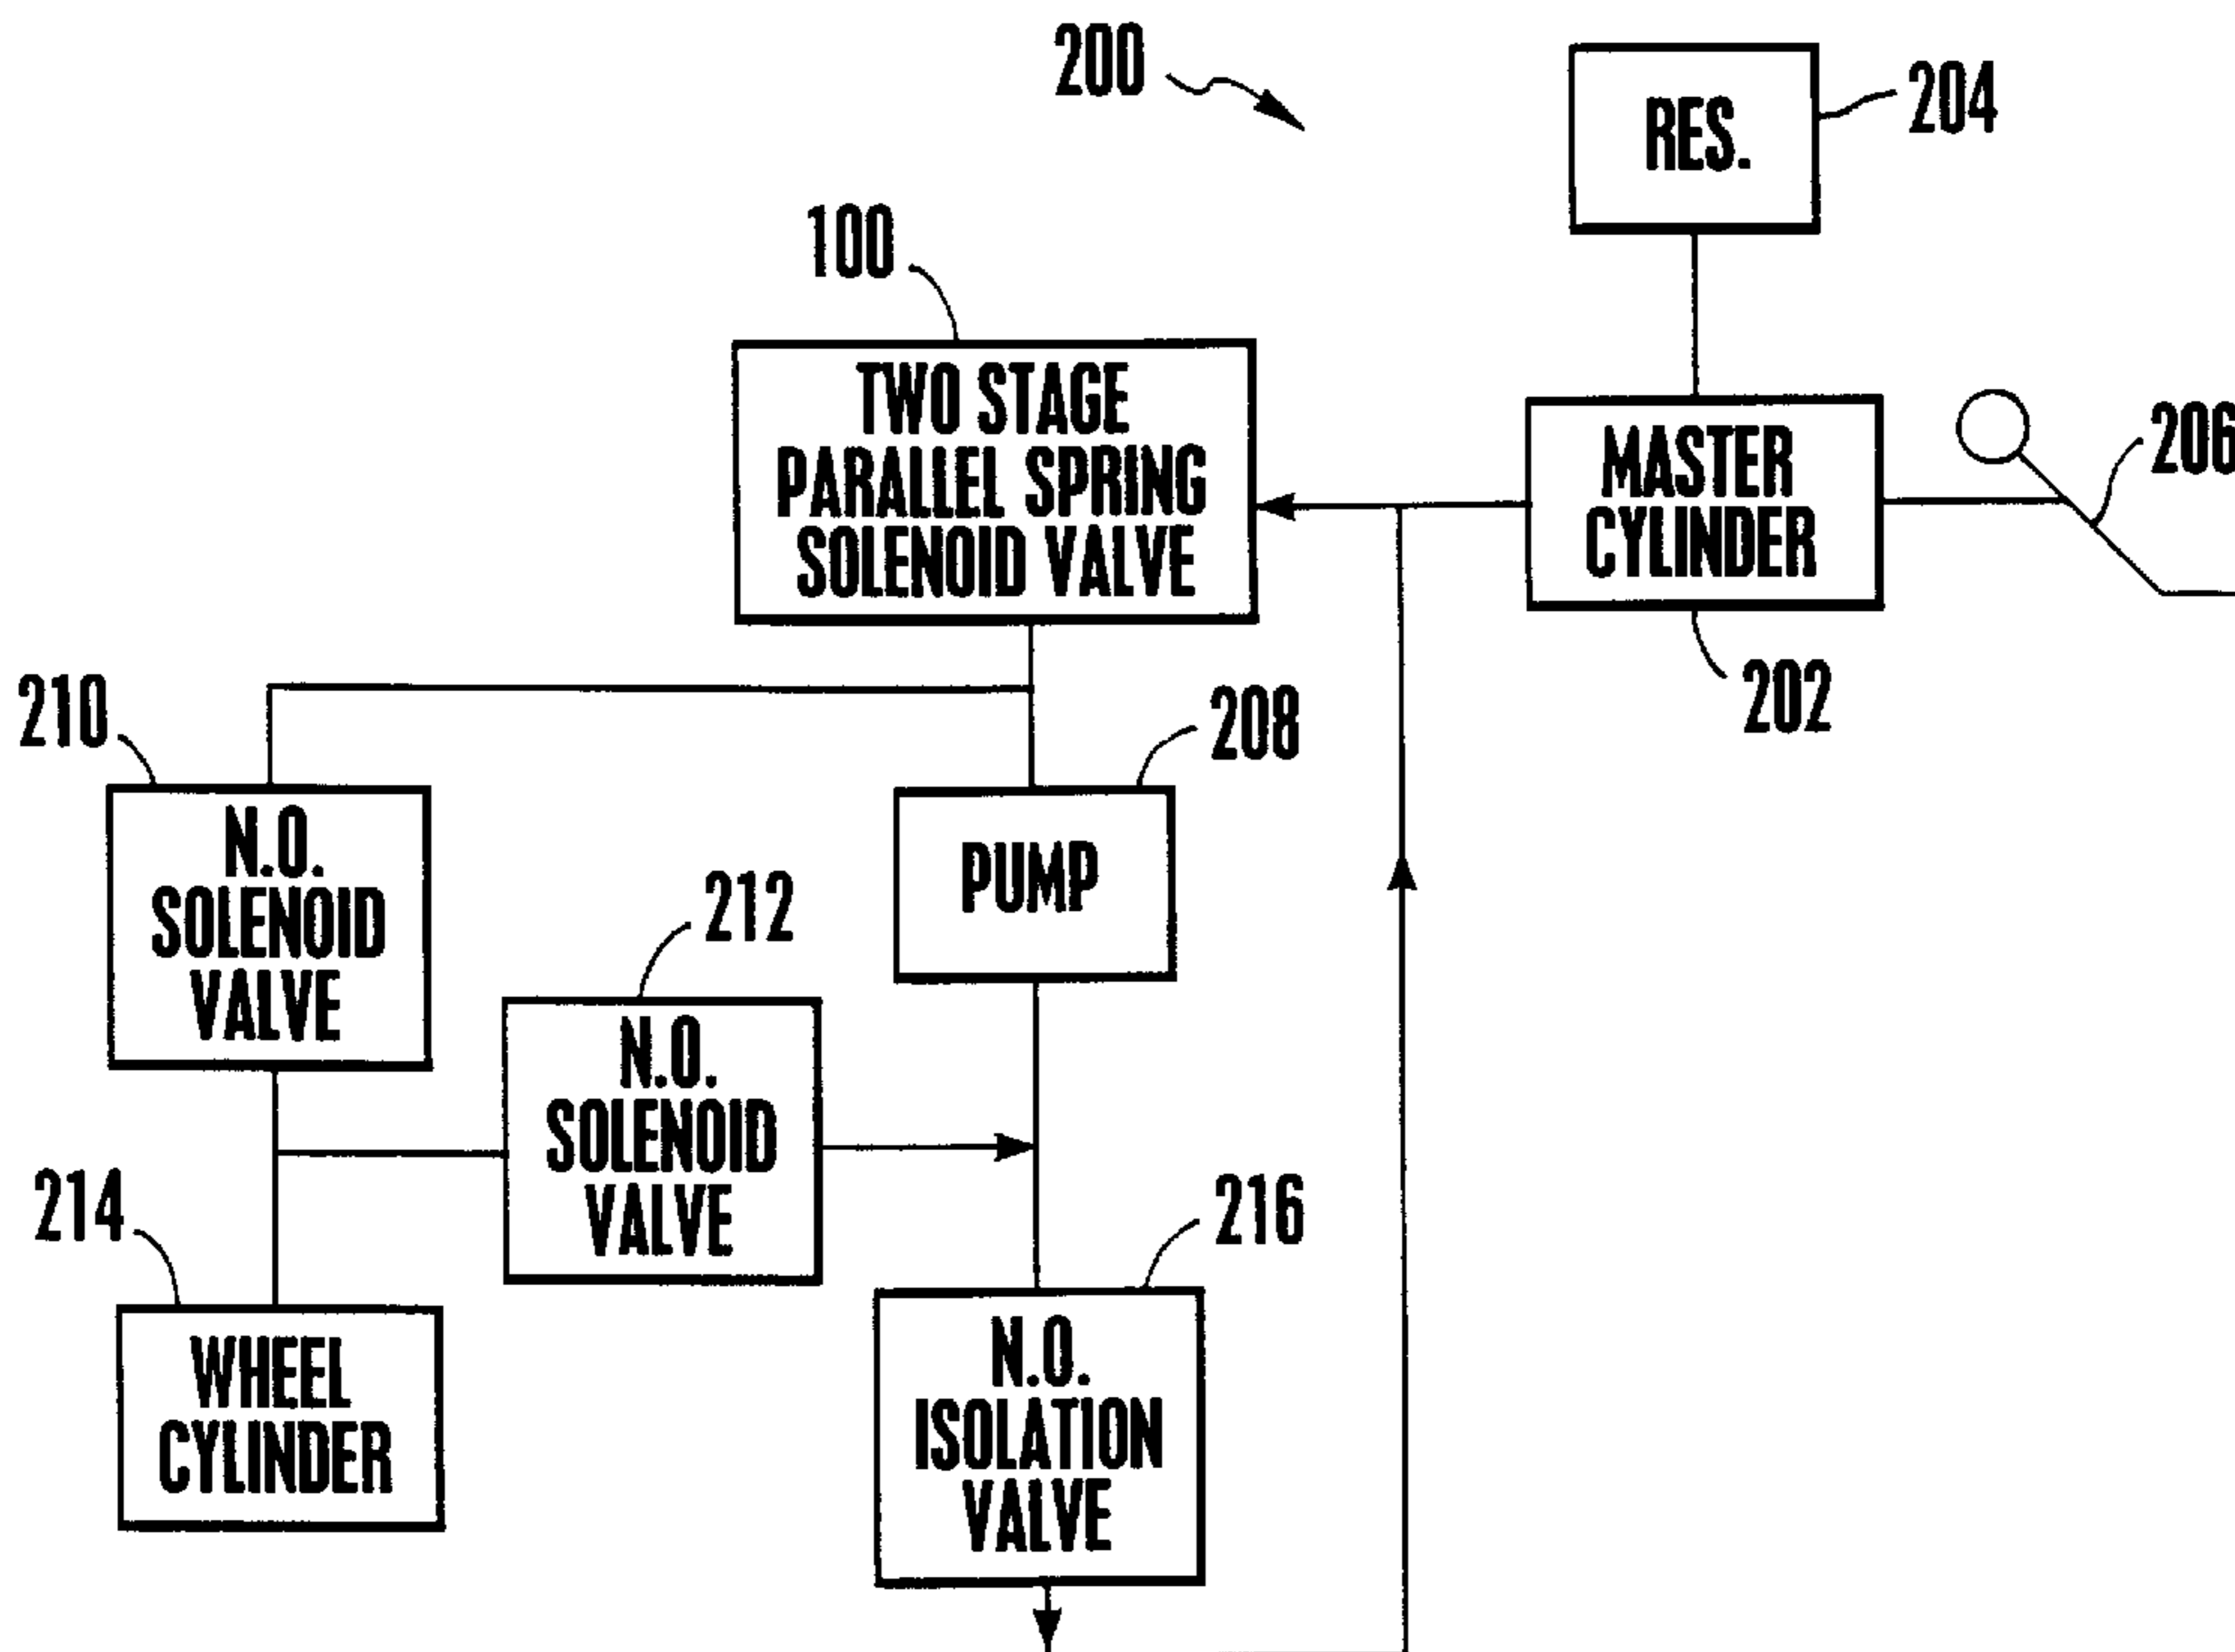 200
RES.
204
100
TWO STAGE
PARALLEL SPRING
SOLENOID VALVE
MASTER
CYLINDER
206
202
210
208
N.O.
SOLENOID
VALVE
PUMP
212
N.O.
SOLENOID
VALVE
214
216
WHEEL
CYLINDER
N.O.
ISOLATION
VALVE